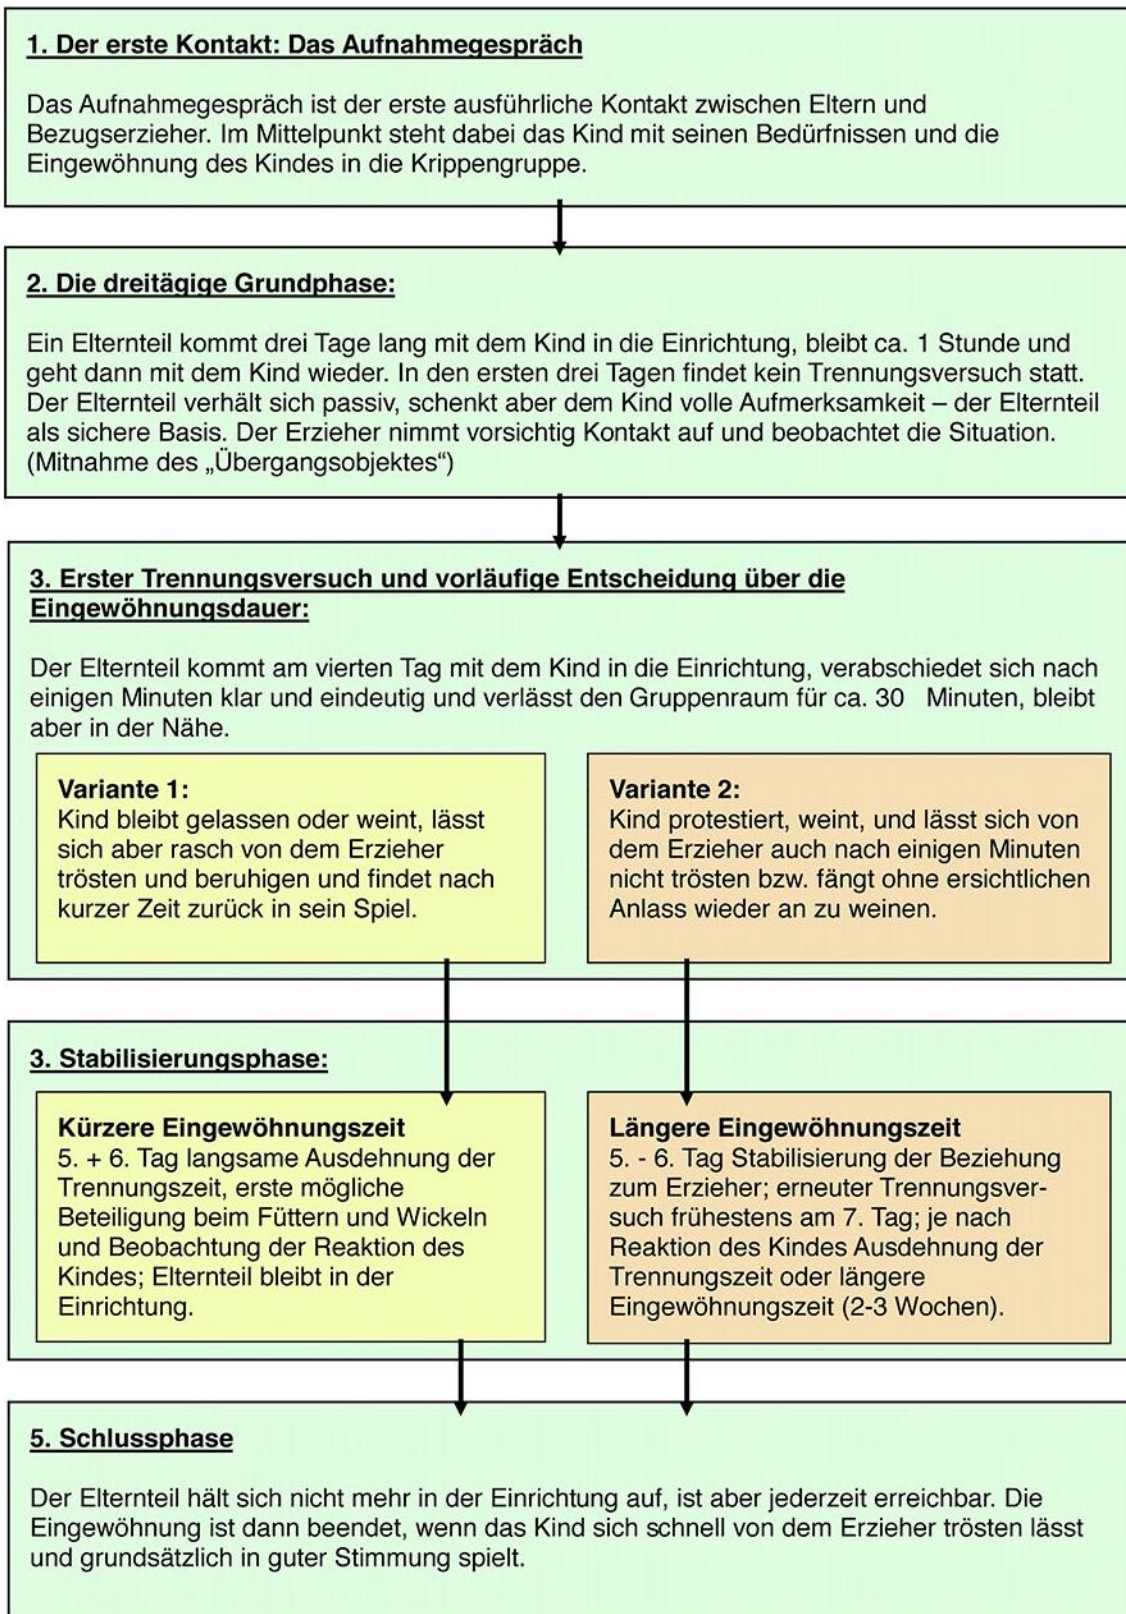 1. Der erste Kontakt: Das Aufnahmegespräch
Das Aufnahmegespräch ist der erste ausführliche Kontakt zwischen Eltern und
Bezugserzieher. Im Mittelpunkt steht dabei das Kind mit seinen Bedürfnissen und die
Eingewöhnung des Kindes in die Krippengruppe.
2. Die dreitägige Grundphase:
Ein Elternteil kommt drei Tage lang mit dem Kind in die Einrichtung, bleibt ca. 1 Stunde und
geht dann mit dem Kind wieder. In den ersten drei Tagen findet kein Trennungsversuch statt.
Der Elternteil verhält sich passiv, schenkt aber dem Kind volle Aufmerksamkeit – der Elternteil
als sichere Basis. Der Erzieher nimmt vorsichtig Kontakt auf und beobachtet die Situation.
(Mitnahme des „Übergangsobjektes“)
3. Erster Trennungsversuch und vorläufige Entscheidung über die
Eingewöhnungsdauer:
Der Elternteil kommt am vierten Tag mit dem Kind in die Einrichtung, verabschiedet sich nach
einigen Minuten klar und eindeutig und verlässt den Gruppenraum für ca. 30 Minuten, bleibt
aber in der Nähe.
Variante 1:
Kind bleibt gelassen oder weint, lässt
sich aber rasch von dem Erzieher
trösten und beruhigen und findet nach
kurzer Zeit zurück in sein Spiel.
Variante 2:
Kind protestiert, weint, und lässt sich von
dem Erzieher auch nach einigen Minuten
nicht trösten bzw. fängt ohne ersichtlichen
Anlass wieder an zu weinen.
3. Stabilisierungsphase:
Kürzere Eingewöhnungszeit
5. + 6. Tag langsame Ausdehnung der
Trennungszeit, erste mögliche
Beteiligung beim Füttern und Wickeln
und Beobachtung der Reaktion des
Kindes; Elternteil bleibt in der
Einrichtung.
Längere Eingewöhnungszeit
5. - 6. Tag Stabilisierung der Beziehung
zum Erzieher; erneuter Trennungsver-
such frühestens am 7. Tag; je nach
Reaktion des Kindes Ausdehnung der
Trennungszeit oder längere
Eingewöhnungszeit (2-3 Wochen).
5. Schlussphase
Der Elternteil hält sich nicht mehr in der Einrichtung auf, ist aber jederzeit erreichbar. Die
Eingewöhnung ist dann beendet, wenn das Kind sich schnell von dem Erzieher trösten lässt
und grundsätzlich in guter Stimmung spielt.